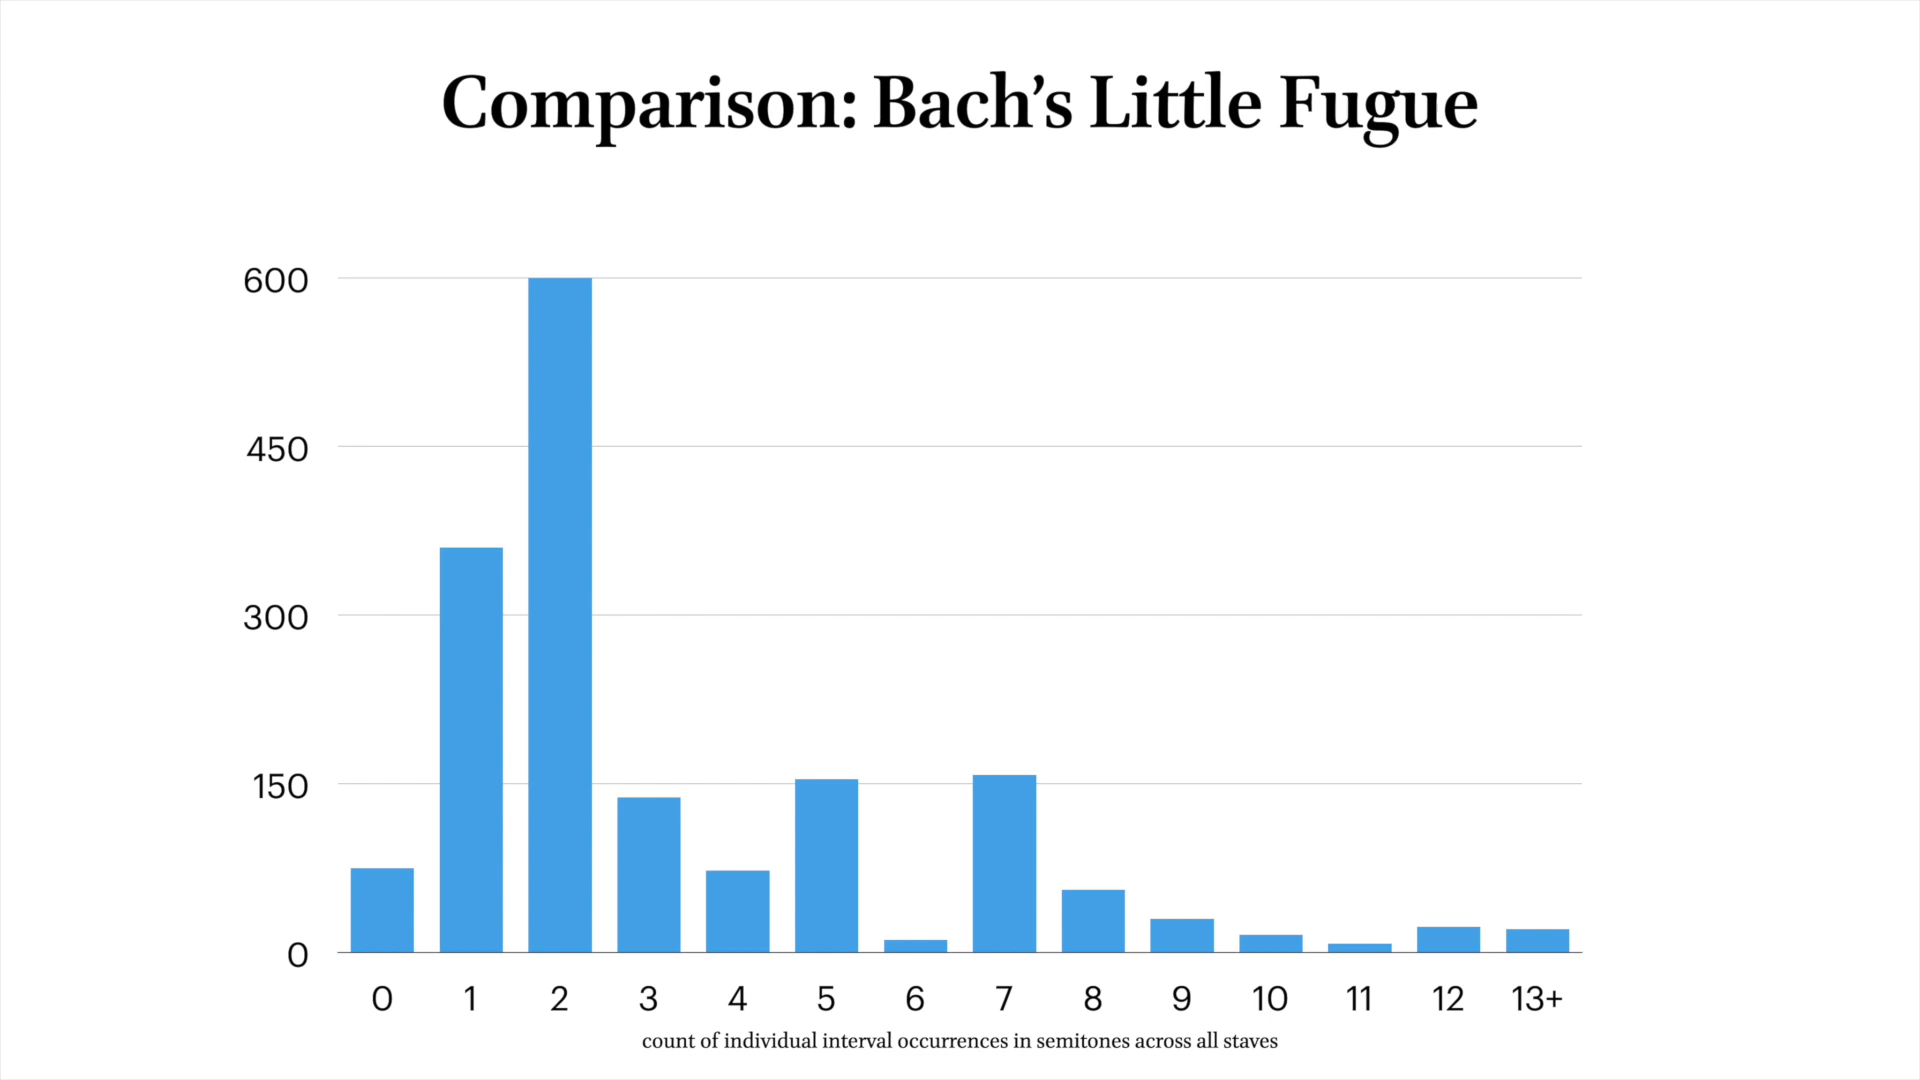 Comparison: Bach’s Little Fugue
600
450
300
150
0
0 1 2 3 4 5 6 7 8 9 10 11 12 13+
count of individual interval occurrences in semitones across all staves